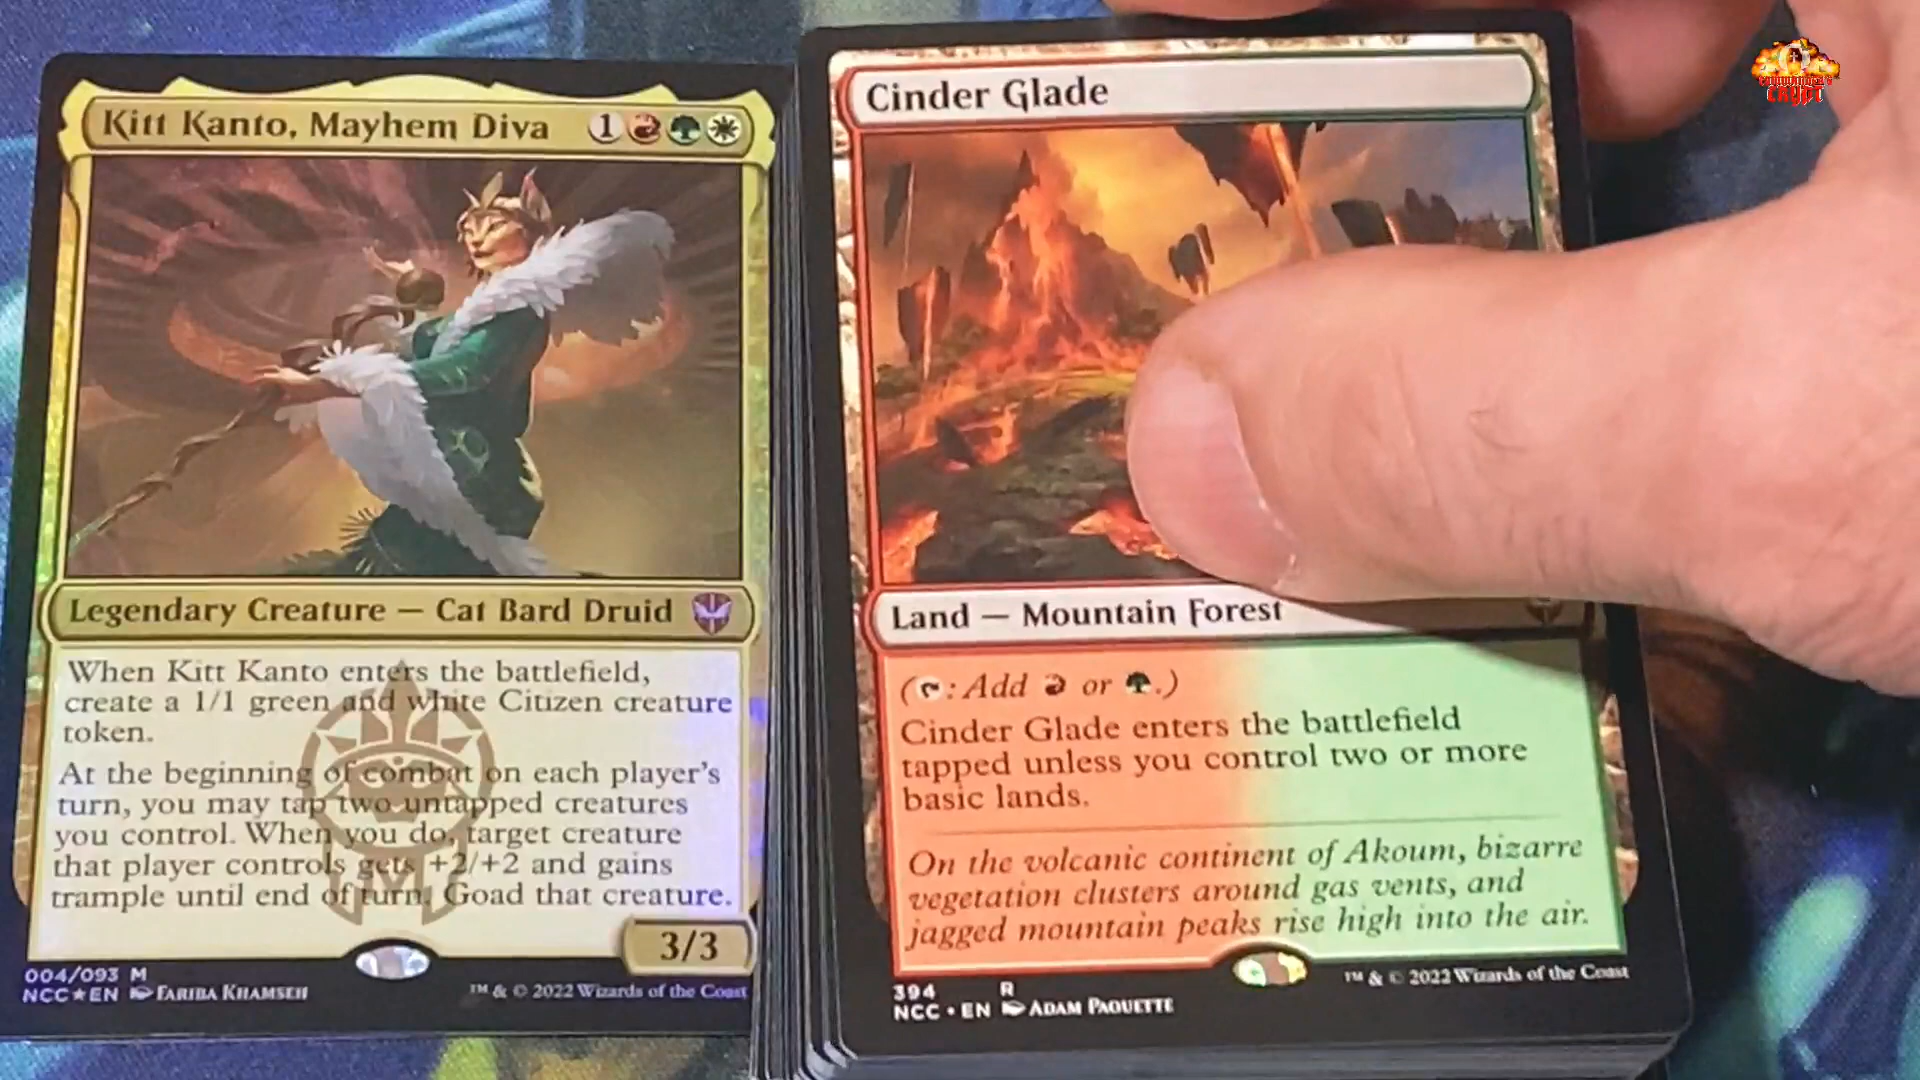 Kitt Kanto, Mayhem Diva 1
Legendary Creature — Cat Bard Druid
When Kitt Kanto enters the battlefield,
create a 1/1 green and white Citizen creature
token.
At the beginning of combat on each player's
turn, you may tap two untapped creatures
you control. When you do, target creature
that player controls gets +2/+2 and gains
trample until end of turn. Goad that creature.
3/3
004/093 M
NCC★EN Fariba Khamseh
™ & © 2022 Wizards of the Coast
Cinder Glade
Land — Mountain Forest
( : Add or .)
Cinder Glade enters the battlefield
tapped unless you control two or more
basic lands.
On the volcanic continent of Akoum, bizarre
vegetation clusters around gas vents, and
jagged mountain peaks rise high into the air.
394 R
NCC • EN Adam Paquette
™ & © 2022 Wizards of the Coast
CRYPT